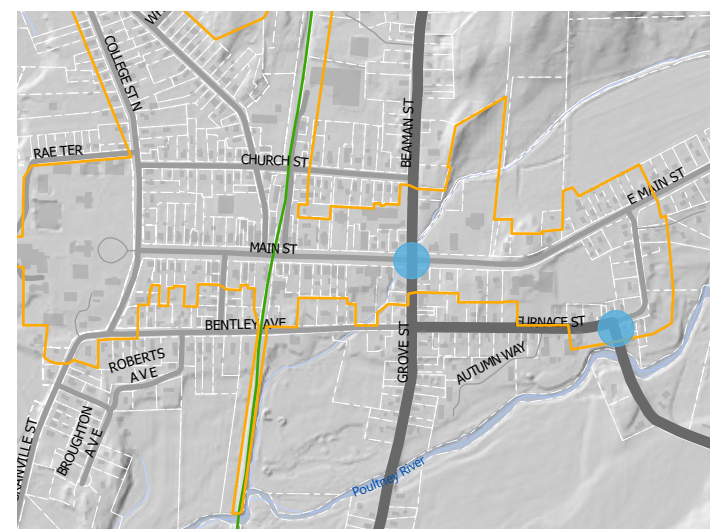 COLLEGE ST N
BEAMAN ST
RAE TER
CHURCH ST
E MAIN ST
MAIN ST
BENTLEY AVE
FURNACE ST
GROVE ST
ROBERTS
AVE
AUTUMN WAY
BROUGHTON
AVE
Poultney River